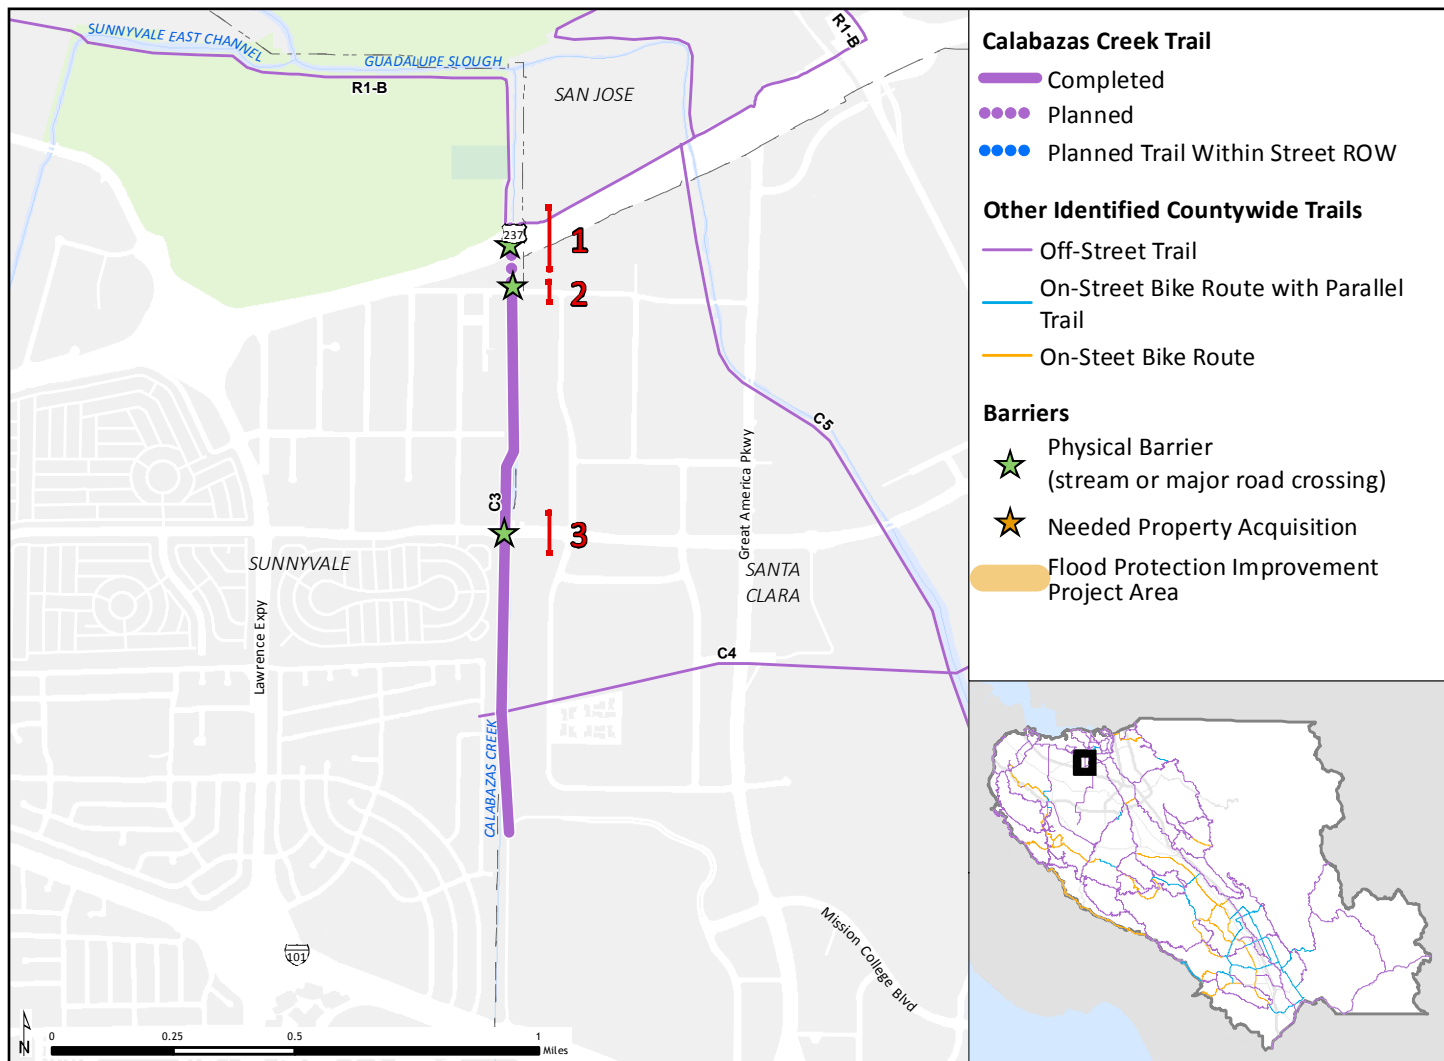 SUNNYVALE EAST CHANNEL
GUADALUPE SLOUGH
R1-B
R1-B
SAN JOSE
237
1
2
C3
3
C5
Great America Pkwy
SUNNYVALE
SANTA
CLARA
Lawrence Expy
C4
CALABAZAS CREEK
Mission College Blvd
101
N
0 0.25 0.5 1
Miles
Calabazas Creek Trail
Completed
Planned
Planned Trail Within Street ROW
Other Identified Countywide Trails
Off-Street Trail
On-Street Bike Route with Parallel
Trail
On-Steet Bike Route
Barriers
Physical Barrier
(stream or major road crossing)
Needed Property Acquisition
Flood Protection Improvement
Project Area